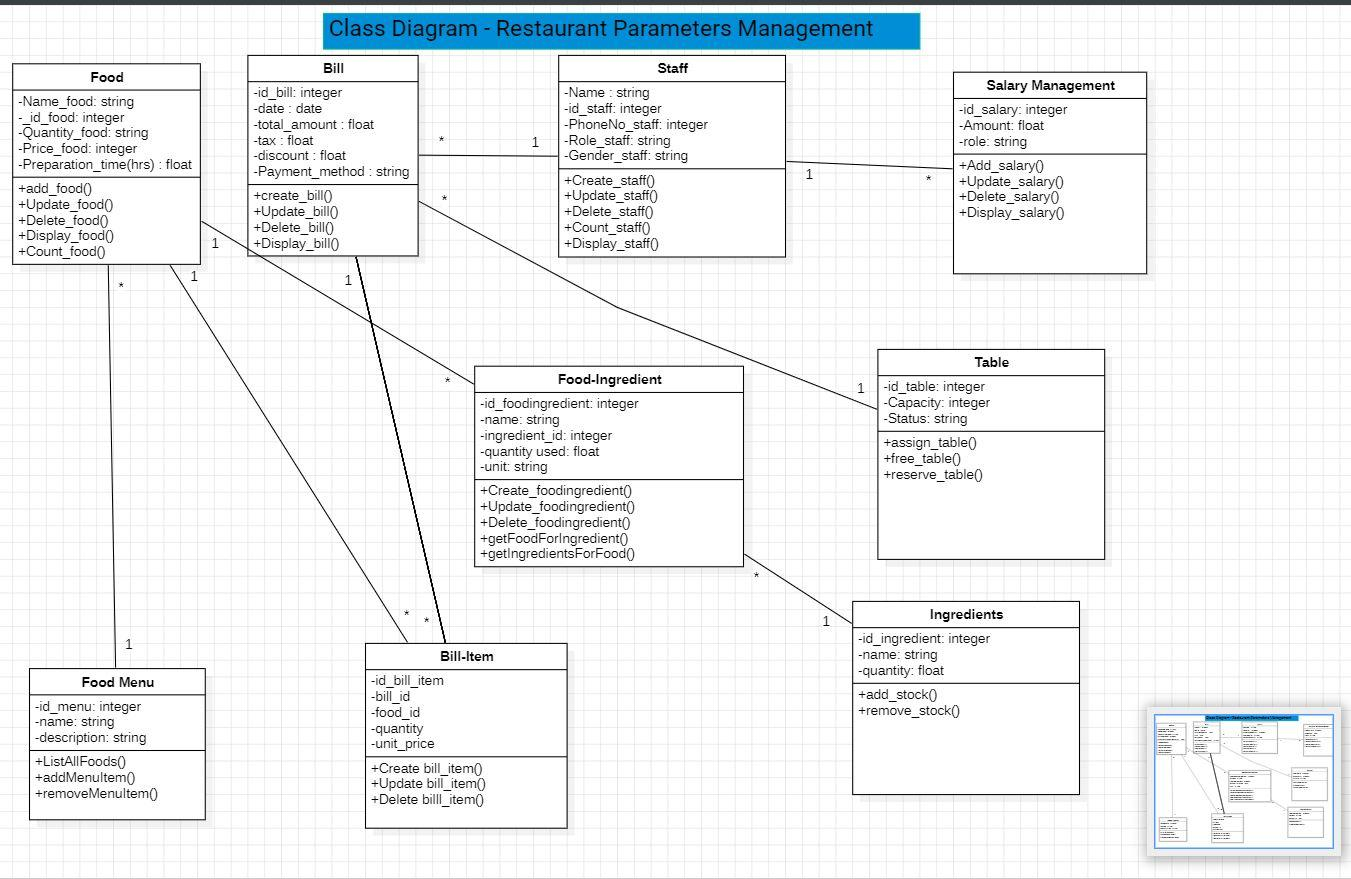 Class Diagram - Restaurant Parameters Management
Food
-Name_food: string
-_id_food: integer
-Quantity_food: string
-Price_food: integer
-Preparation_time(hrs) : float
+add_food()
+Update_food()
+Delete_food()
+Display_food()
+Count_food()
Bill
-id_bill: integer
-date : date
-total_amount : float
-tax : float
-discount : float
-Payment_method : string
+create_bill()
+Update_bill()
+Delete_bill()
+Display_bill()
Staff
-Name : string
-id_staff: integer
-PhoneNo_staff: integer
-Role_staff: string
-Gender_staff: string
+Create_staff()
+Update_staff()
+Delete_staff()
+Count_staff()
+Display_staff()
Salary Management
-id_salary: integer
-Amount: float
-role: string
+Add_salary()
+Update_salary()
+Delete_salary()
+Display_salary()
* 1
1 *
*
1
1
1
*
1
*
1
Food-Ingredient
-id_foodingredient: integer
-name: string
-ingredient_id: integer
-quantity used: float
-unit: string
+Create_foodingredient()
+Update_foodingredient()
+Delete_foodingredient()
+getFoodForIngredient()
+getIngredientsForFood()
Table
-id_table: integer
-Capacity: integer
-Status: string
+assign_table()
+free_table()
+reserve_table()
*
1
* *
1
Food Menu
-id_menu: integer
-name: string
-description: string
+ListAllFoods()
+addMenuItem()
+removeMenuItem()
Bill-Item
-id_bill_item
-bill_id
-food_id
-quantity
-unit_price
+Create bill_item()
+Update bill_item()
+Delete billl_item()
Ingredients
-id_ingredient: integer
-name: string
-quantity: float
+add_stock()
+remove_stock()
Class Diagram - Restaurant Parameters Management